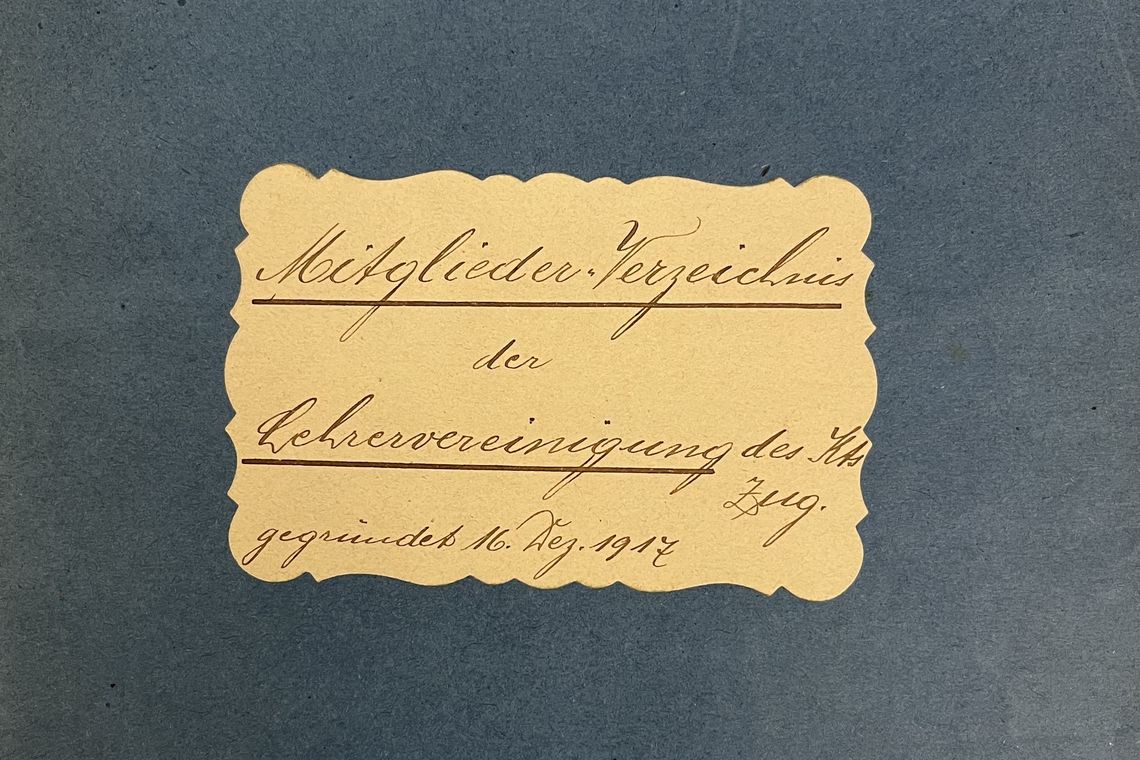 Mitglieder-Verzeichnis
der
Lehrervereinigung des Kts
Zug.
gegründet 16. Dez. 1917